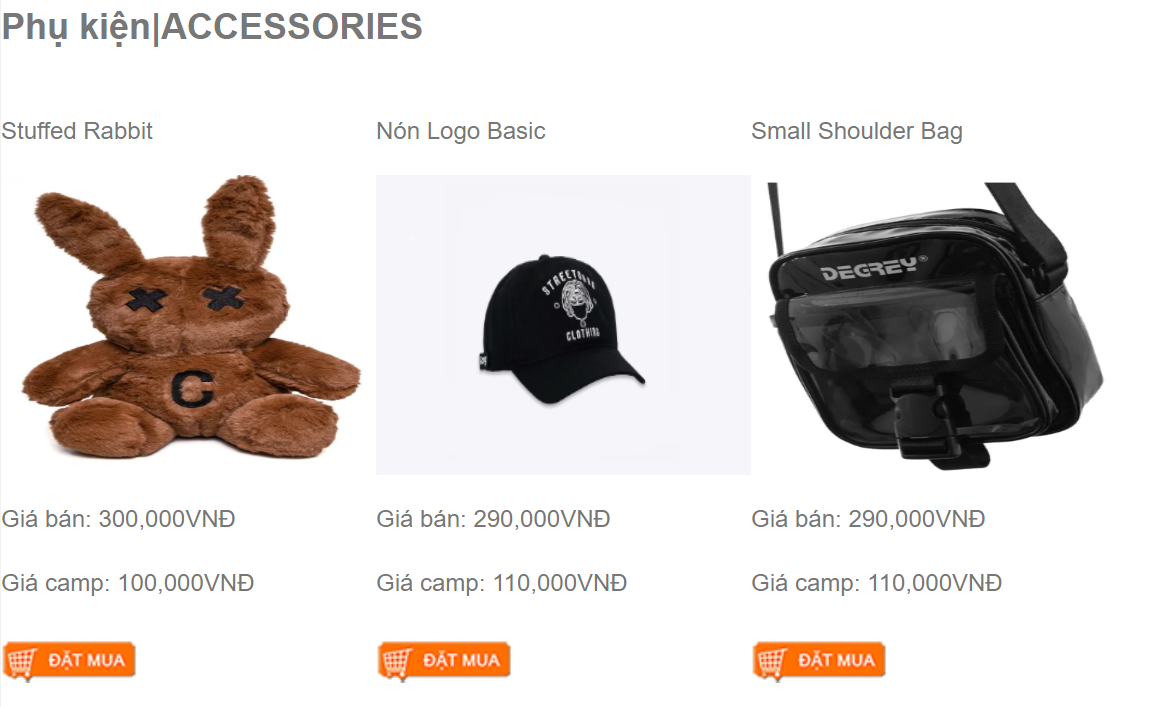 Phụ kiện|ACCESSORIES
Stuffed Rabbit
Nón Logo Basic
Small Shoulder Bag
C
CLOTHING
DEGREY®
Giá bán: 300,000VNĐ
Giá bán: 290,000VNĐ
Giá bán: 290,000VNĐ
Giá camp: 100,000VNĐ
Giá camp: 110,000VNĐ
Giá camp: 110,000VNĐ
ĐẶT MUA
ĐẶT MUA
ĐẶT MUA